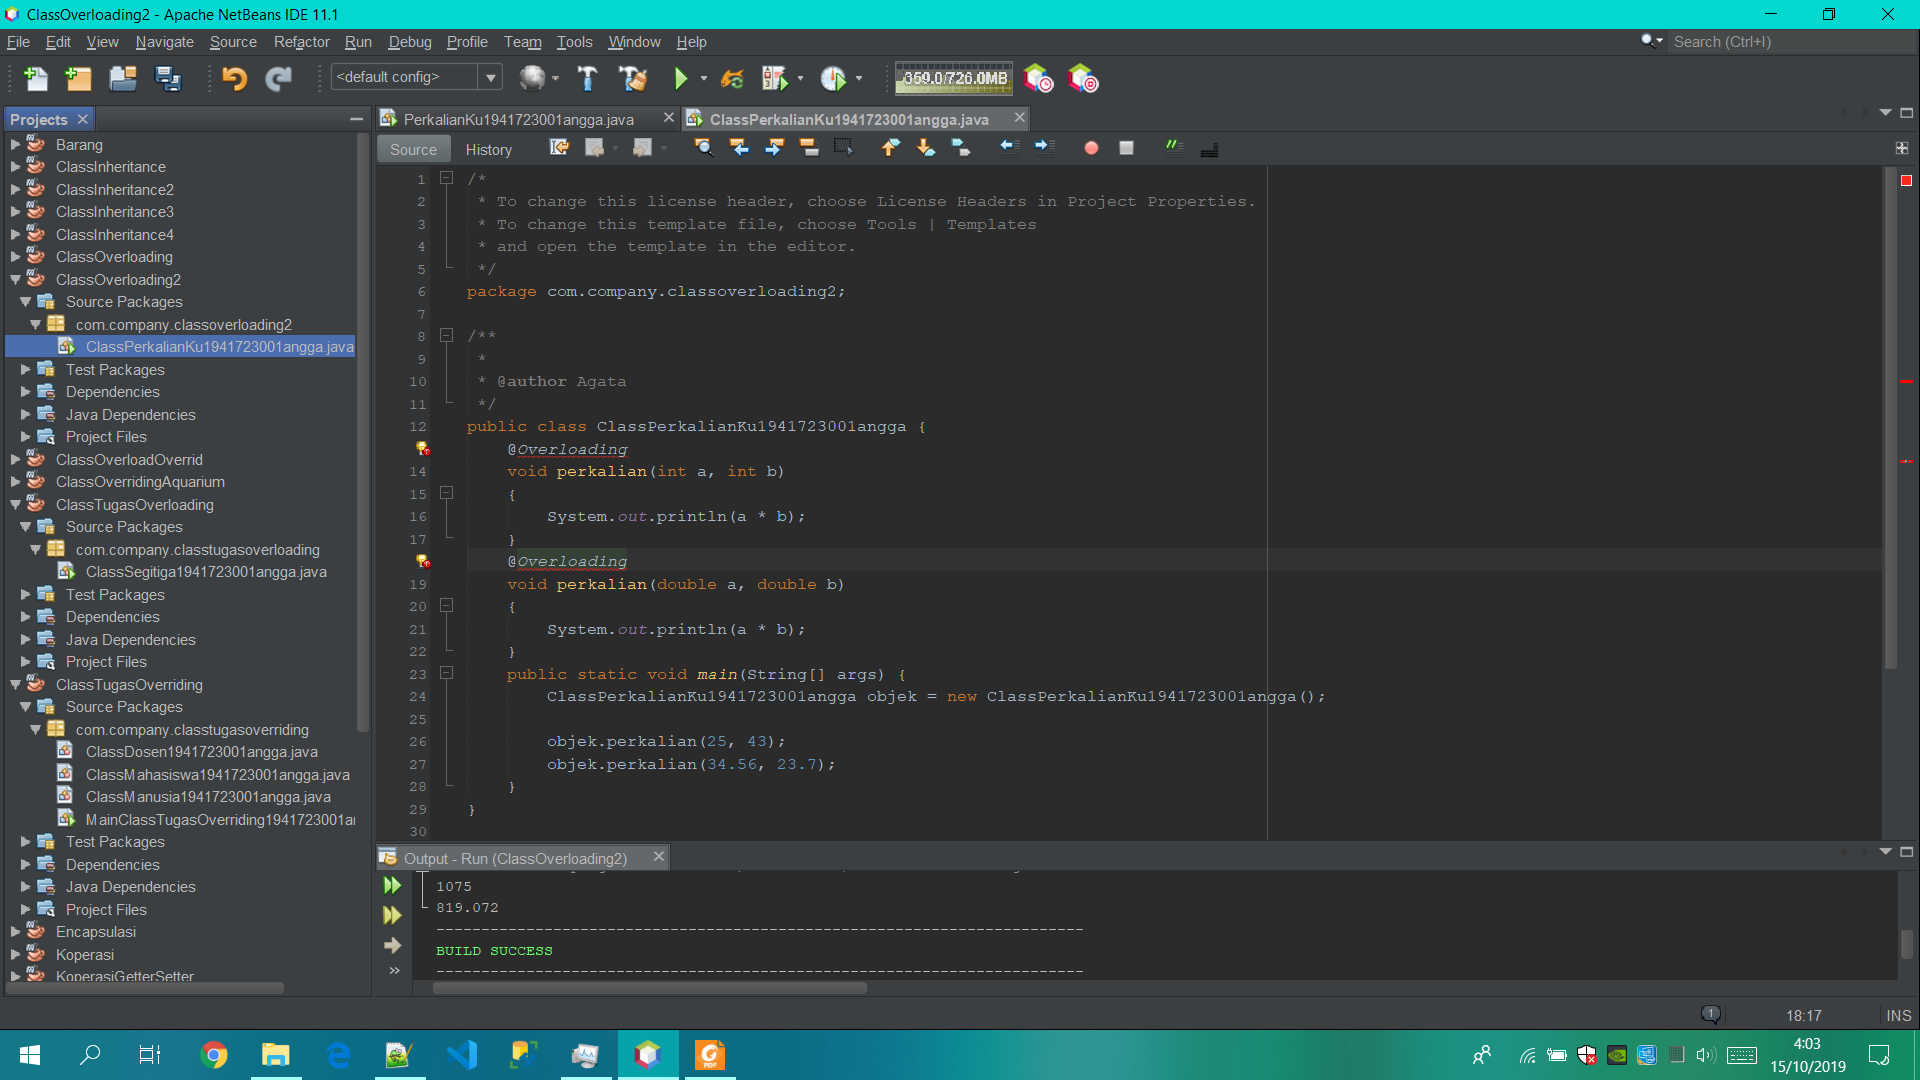 ClassOverloading2 - Apache NetBeans IDE 11.1
File Edit View Navigate Source Refactor Run Debug Profile Team Tools Window Help
Search (Ctrl+I)
<default config>
359.0/726.0MB
Projects
PerkalianKu1941723001angga.java
ClassPerkalianKu1941723001angga.java
Source History
Barang
ClassInheritance
ClassInheritance2
ClassInheritance3
ClassInheritance4
ClassOverloading
ClassOverloading2
Source Packages
com.company.classoverloading2
ClassPerkalianKu1941723001angga.java
Test Packages
Dependencies
Java Dependencies
Project Files
ClassOverloadOverrid
ClassOverridingAquarium
ClassTugasOverloading
Source Packages
com.company.classtugasoverloading
ClassSegitiga1941723001angga.java
Test Packages
Dependencies
Java Dependencies
Project Files
ClassTugasOverriding
Source Packages
com.company.classtugasoverriding
ClassDosen1941723001angga.java
ClassMahasiswa1941723001angga.java
ClassManusia1941723001angga.java
MainClassTugasOverriding1941723001a
Test Packages
Dependencies
Java Dependencies
Project Files
Encapsulasi
Koperasi
KoperasiGetterSetter
1 /*
2 * To change this license header, choose License Headers in Project Properties.
3 * To change this template file, choose Tools | Templates
4 * and open the template in the editor.
5 */
6 package com.company.classoverloading2;
7
8 /**
9 *
10 * @author Agata
11 */
12 public class ClassPerkalianKu1941723001angga {
@Overloading
14 void perkalian(int a, int b)
15 {
16 System.out.println(a * b);
17 }
@Overloading
19 void perkalian(double a, double b)
20 {
21 System.out.println(a * b);
22 }
23 public static void main(String[] args) {
24 ClassPerkalianKu1941723001angga objek = new ClassPerkalianKu1941723001angga();
25
26 objek.perkalian(25, 43);
27 objek.perkalian(34.56, 23.7);
28 }
29 }
30
Output - Run (ClassOverloading2)
1075
819.072
------------------------------------------------------------------------
BUILD SUCCESS
------------------------------------------------------------------------
1
18:17 INS
4:03
15/10/2019